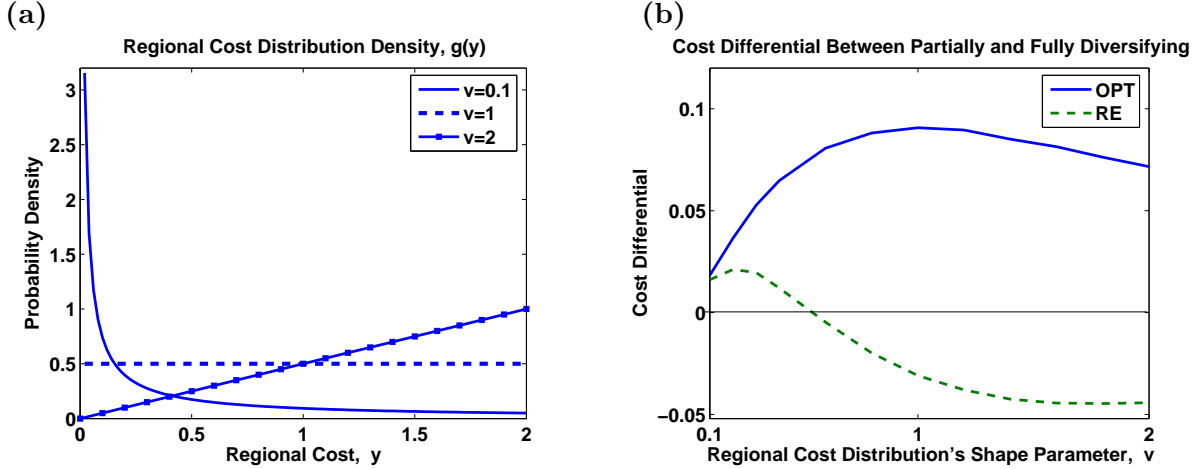 (a)
Regional Cost Distribution Density, g(y)
Probability Density
3
2.5
2
1.5
1
0.5
0
v=0.1
v=1
v=2
0 0.5 1 1.5 2
Regional Cost, y
(b)
Cost Differential Between Partially and Fully Diversifying
Cost Differential
0.1
0.05
0
−0.05
OPT
RE
0.1 1 2
Regional Cost Distribution's Shape Parameter, v